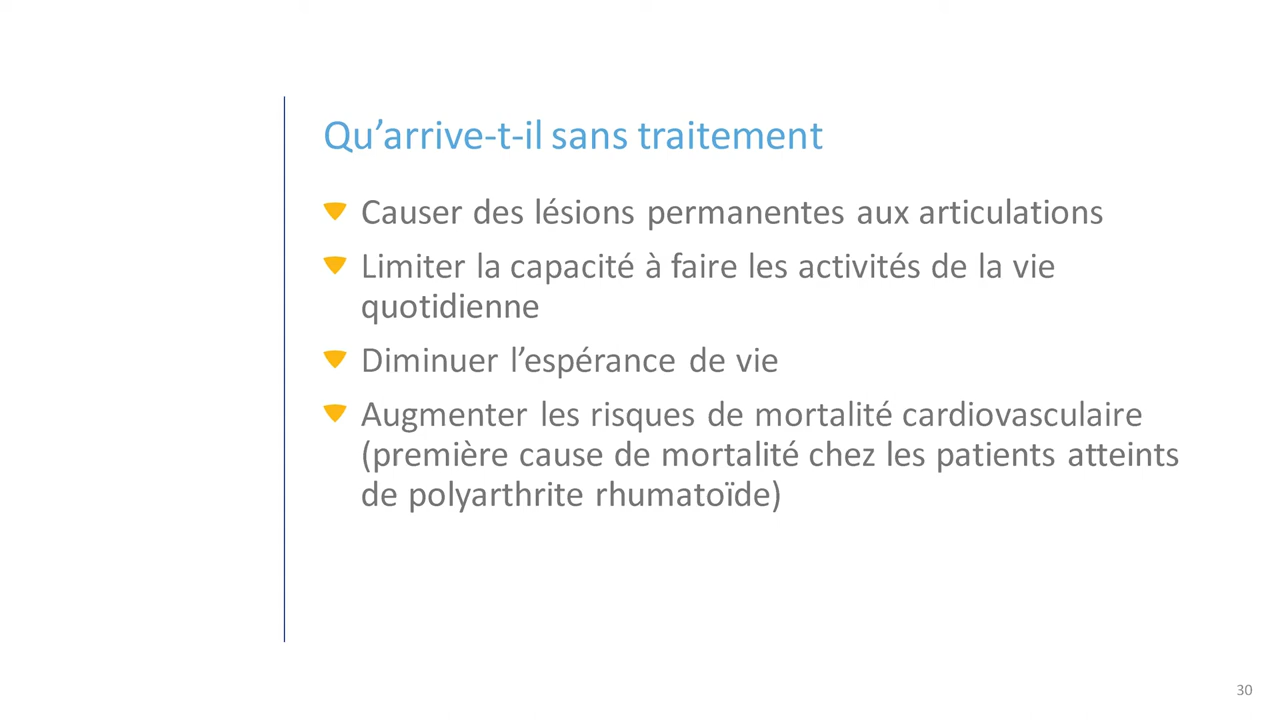 Qu’arrive-t-il sans traitement
Causer des lésions permanentes aux articulations
Limiter la capacité à faire les activités de la vie
quotidienne
Diminuer l’espérance de vie
Augmenter les risques de mortalité cardiovasculaire
(première cause de mortalité chez les patients atteints
de polyarthrite rhumatoïde)
30